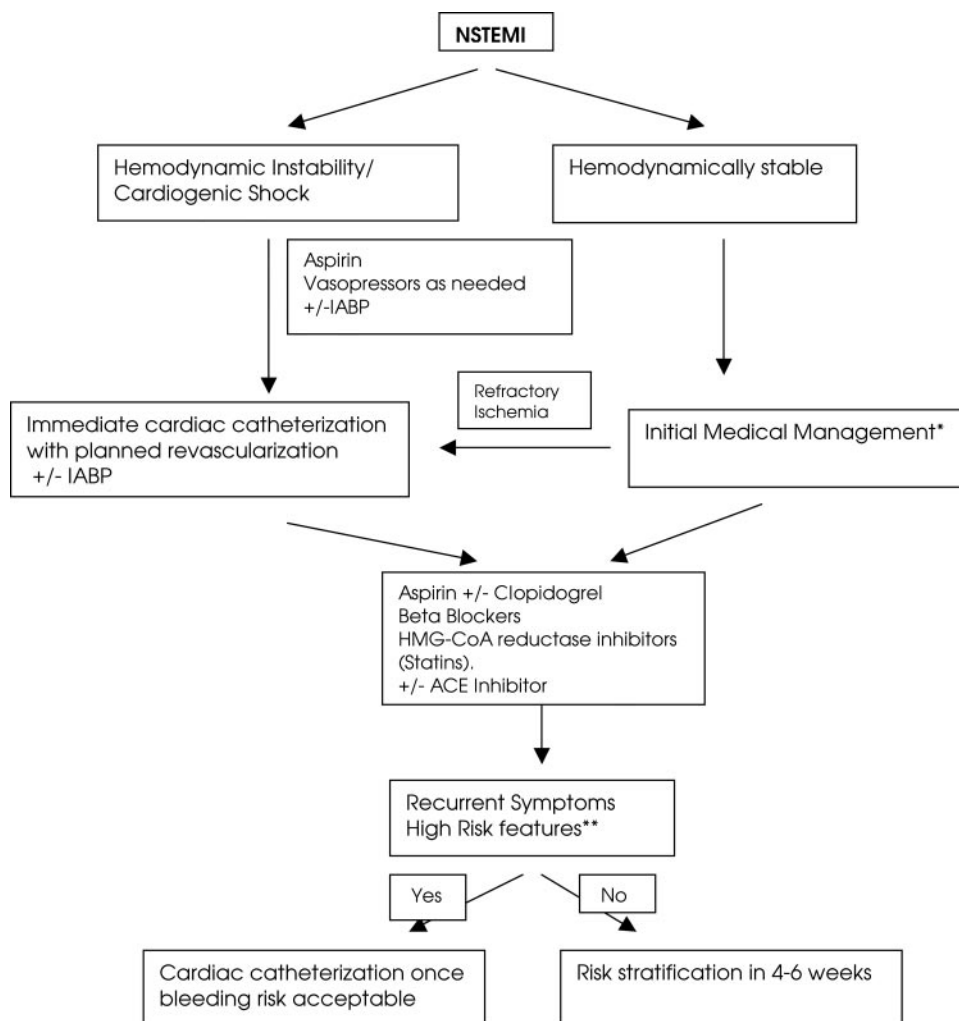 NSTEMI
Hemodynamic Instability/
Cardiogenic Shock
Hemodynamically stable
Aspirin
Vasopressors as needed
+/-IABP
Refractory
Ischemia
Immediate cardiac catheterization
with planned revascularization
+/- IABP
Initial Medical Management*
Aspirin +/- Clopidogrel
Beta Blockers
HMG-CoA reductase inhibitors
(Statins).
+/- ACE Inhibitor
Recurrent Symptoms
High Risk features**
Yes
No
Cardiac catheterization once
bleeding risk acceptable
Risk stratification in 4-6 weeks